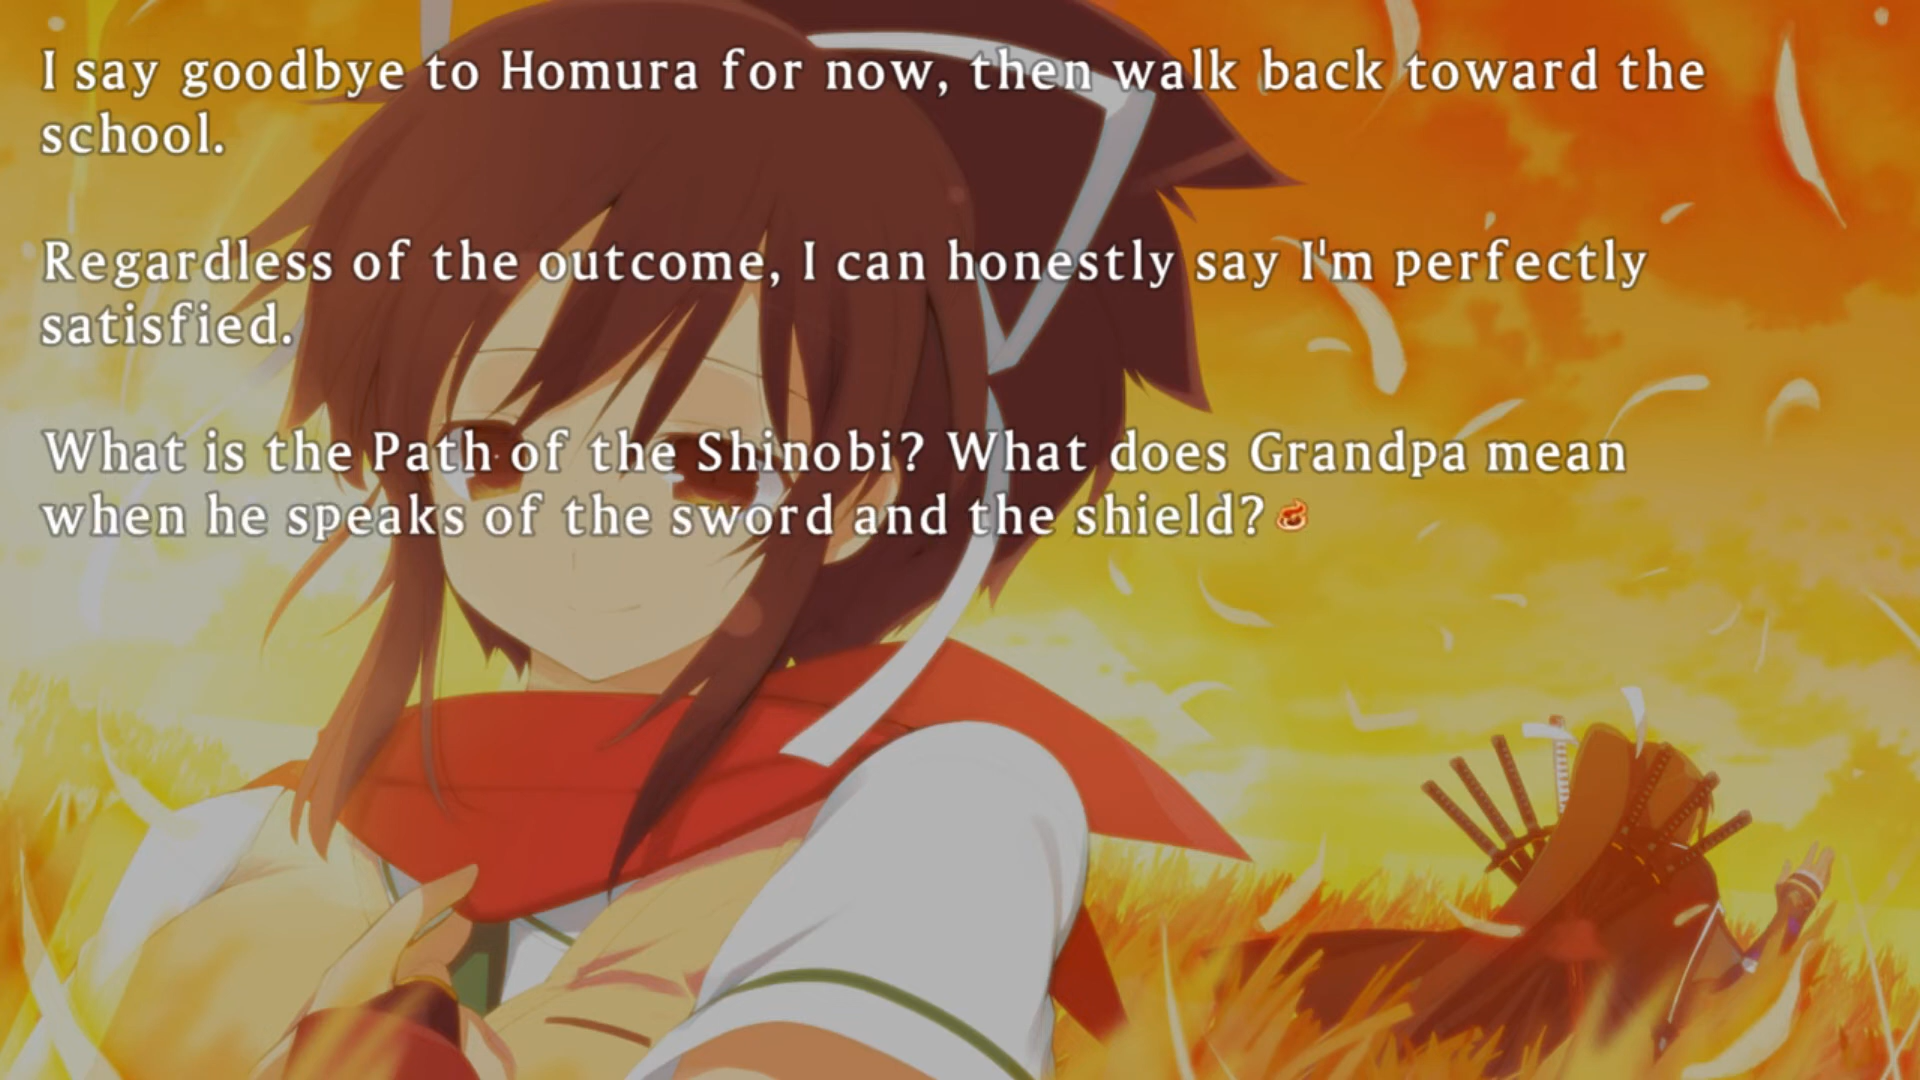 I say goodbye to Homura for now, then walk back toward the
school.
Regardless of the outcome, I can honestly say I'm perfectly
satisfied.
What is the Path of the Shinobi? What does Grandpa mean
when he speaks of the sword and the shield?